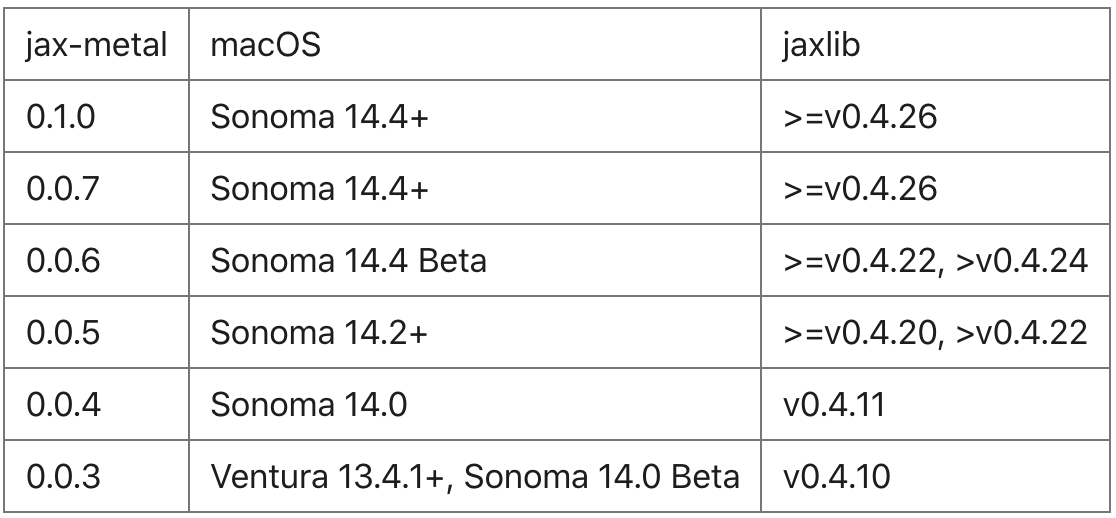 jax-metal macOS jaxlib
0.1.0 Sonoma 14.4+ >=v0.4.26
0.0.7 Sonoma 14.4+ >=v0.4.26
0.0.6 Sonoma 14.4 Beta >=v0.4.22, >v0.4.24
0.0.5 Sonoma 14.2+ >=v0.4.20, >v0.4.22
0.0.4 Sonoma 14.0 v0.4.11
0.0.3 Ventura 13.4.1+, Sonoma 14.0 Beta v0.4.10